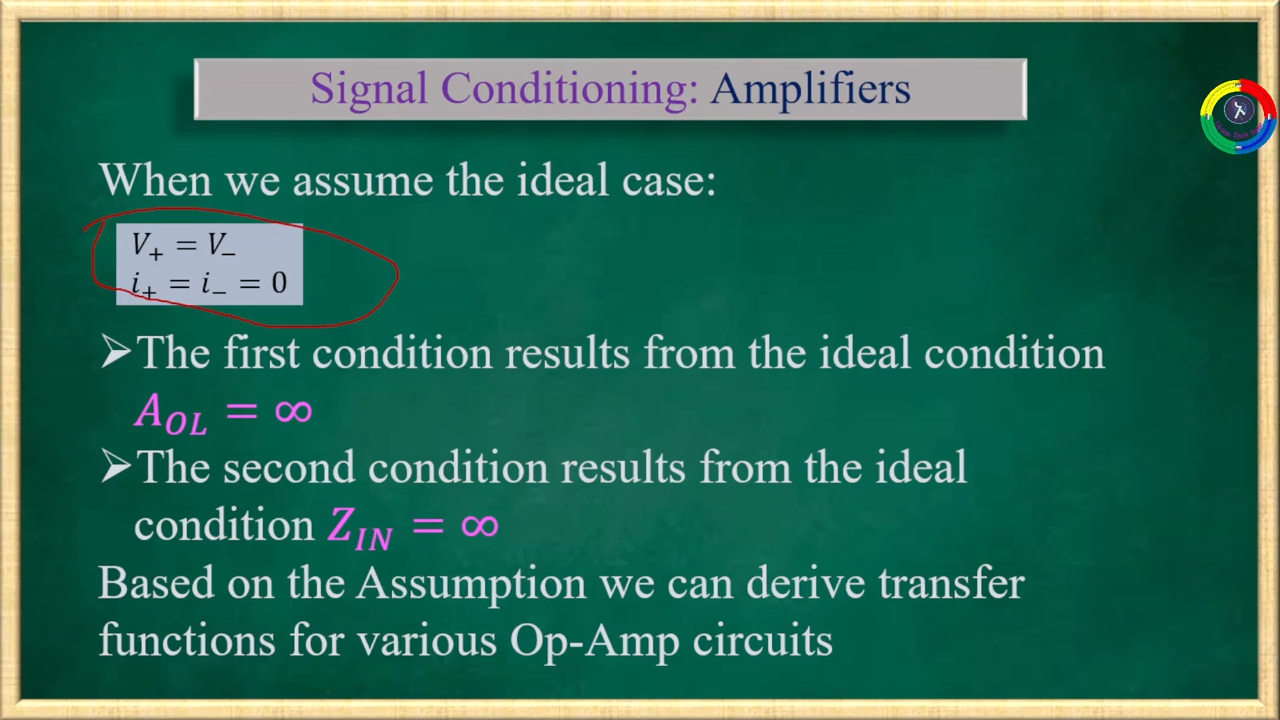 Signal Conditioning: Amplifiers
When we assume the ideal case:
V₊ = V₋
i₊ = i₋ = 0
➢The first condition results from the ideal condition
A_OL = ∞
➢The second condition results from the ideal
condition Z_IN = ∞
Based on the Assumption we can derive transfer
functions for various Op-Amp circuits